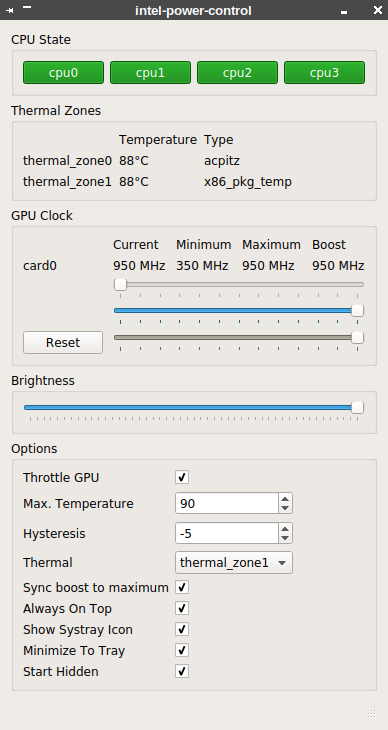 intel-power-control
CPU State
cpu0 cpu1 cpu2 cpu3
Thermal Zones
Temperature Type
thermal_zone0 88°C acpitz
thermal_zone1 88°C x86_pkg_temp
GPU Clock
Current Minimum Maximum Boost
card0 950 MHz 350 MHz 950 MHz 950 MHz
Reset
Brightness
Options
Throttle GPU
Max. Temperature 90
Hysteresis -5
Thermal thermal_zone1
Sync boost to maximum
Always On Top
Show Systray Icon
Minimize To Tray
Start Hidden